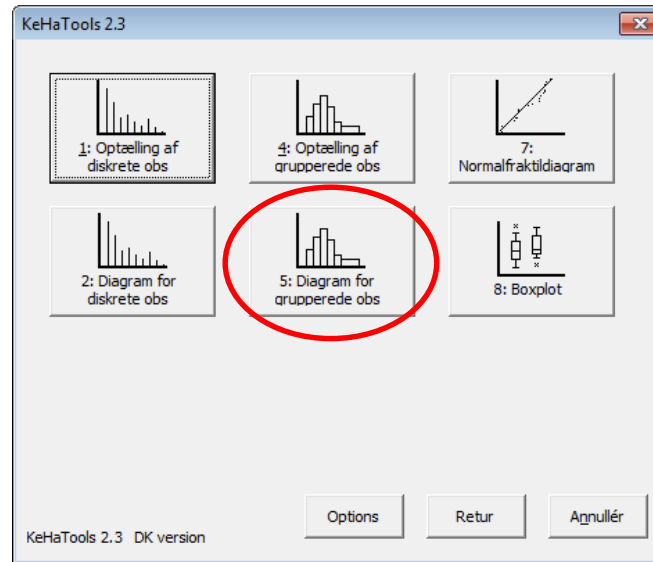 KeHaTools 2.3
1: Optælling af
diskrete obs
4: Optælling af
grupperede obs
7:
Normalfraktildiagram
2: Diagram for
diskrete obs
5: Diagram for
grupperede obs
8: Boxplot
Options
Retur
Annullér
KeHaTools 2.3 DK version